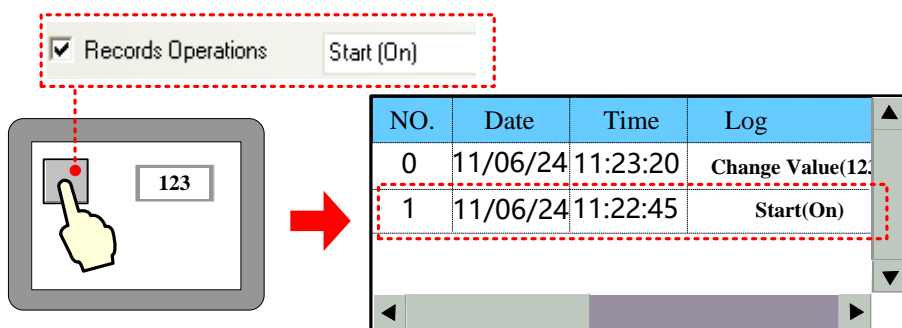 Records Operations Start (On)
123
NO. Date Time Log
0 11/06/24 11:23:20 Change Value(123
1 11/06/24 11:22:45 Start(On)